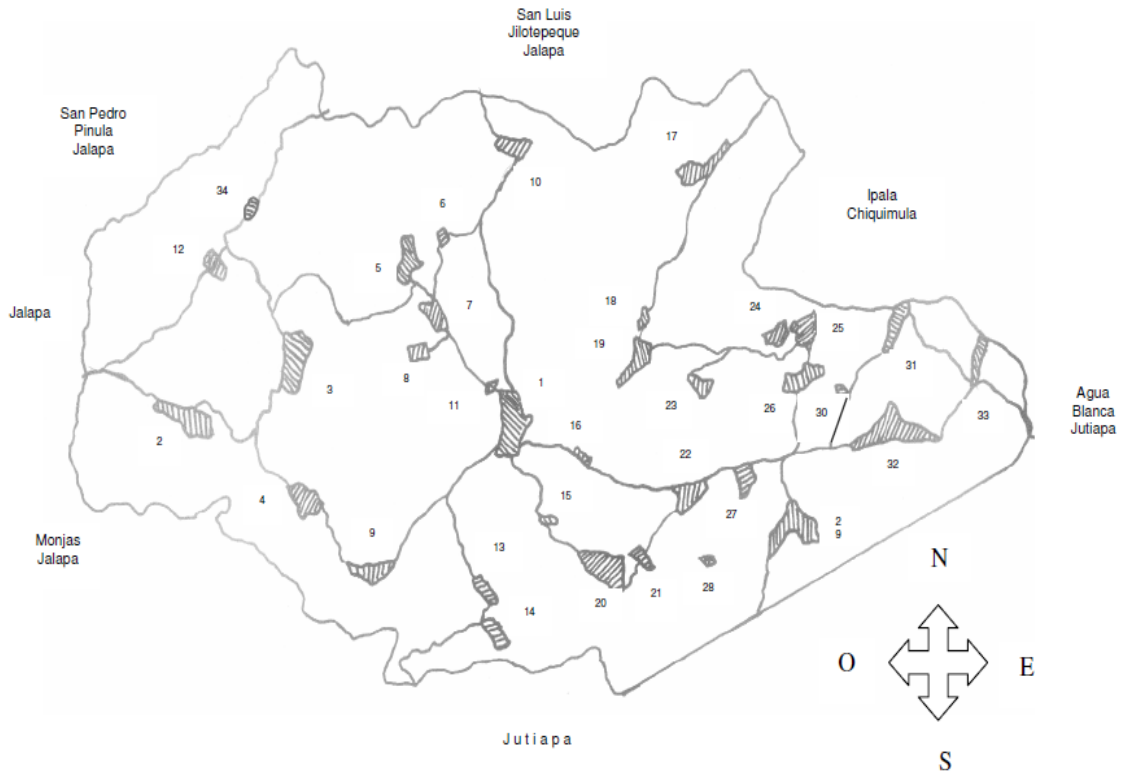 San Luis
Jilotepeque
Jalapa
San Pedro
Pinula
Jalapa
17
10
34
Ipala
Chiquimula
6
12
5
7
18
24
Jalapa
25
19
31
8
3
1
11
23
26
30
33
Agua
Blanca
Jutiapa
16
2
22
32
15
4
27
2
9
9
Monjas
Jalapa
13
N
28
21
20
14
O
E
Jutiapa
S